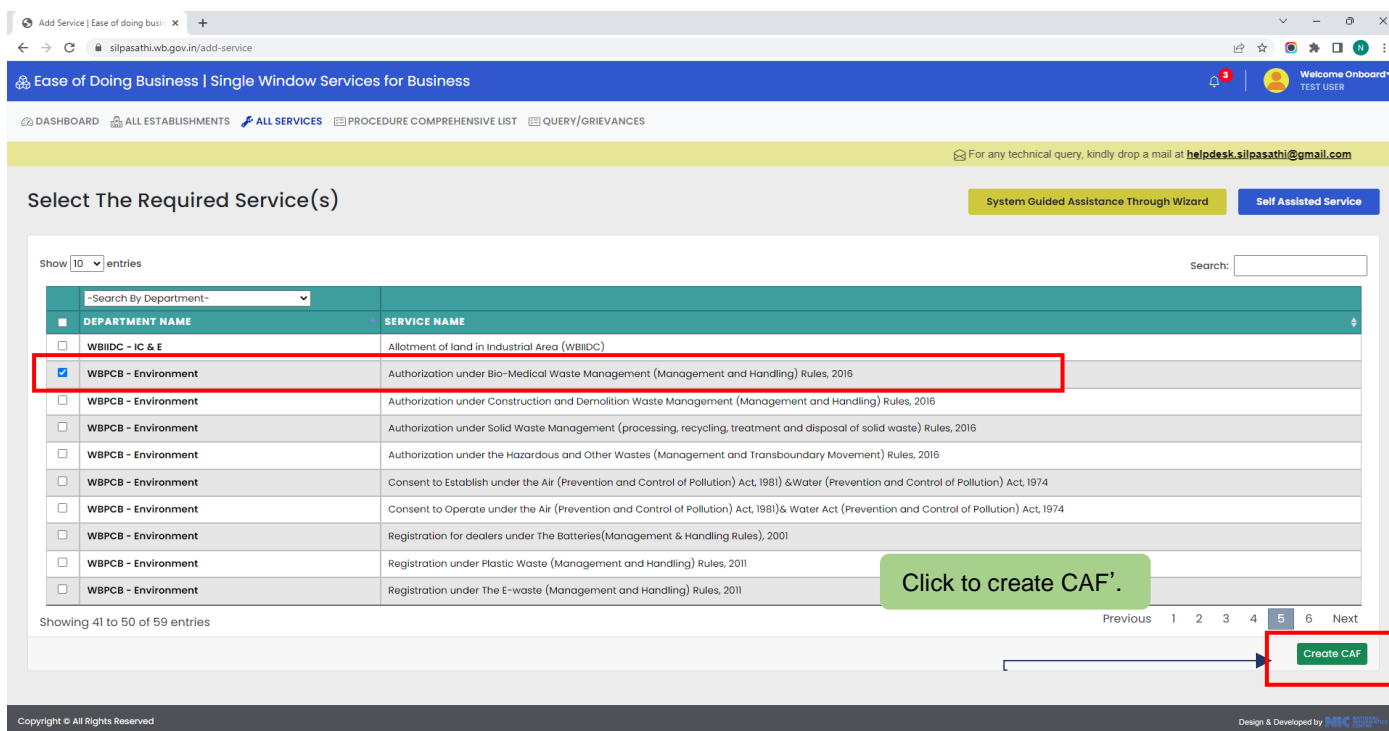 Add Service | Ease of doing busin
silpasathi.wb.gov.in/add-service
N
Ease of Doing Business | Single Window Services for Business
3
Welcome Onboard
TEST USER
DASHBOARD ALL ESTABLISHMENTS ALL SERVICES PROCEDURE COMPREHENSIVE LIST QUERY/GRIEVANCES
For any technical query, kindly drop a mail at helpdesk.silpasathi@gmail.com
Select The Required Service(s)
System Guided Assistance Through Wizard
Self Assisted Service
Show 10 entries
Search:
-Search By Department-
DEPARTMENT NAME SERVICE NAME
WBIIDC - IC & E Allotment of land in Industrial Area (WBIIDC)
WBPCB - Environment Authorization under Bio-Medical Waste Management (Management and Handling) Rules, 2016
WBPCB - Environment Authorization under Construction and Demolition Waste Management (Management and Handling) Rules, 2016
WBPCB - Environment Authorization under Solid Waste Management (processing, recycling, treatment and disposal of solid waste) Rules, 2016
WBPCB - Environment Authorization under the Hazardous and Other Wastes (Management and Transboundary Movement) Rules, 2016
WBPCB - Environment Consent to Establish under the Air (Prevention and Control of Pollution) Act, 1981) &Water (Prevention and Control of Pollution) Act, 1974
WBPCB - Environment Consent to Operate under the Air (Prevention and Control of Pollution) Act, 1981)& Water Act (Prevention and Control of Pollution) Act, 1974
WBPCB - Environment Registration for dealers under The Batteries(Management & Handling Rules), 2001
WBPCB - Environment Registration under Plastic Waste (Management and Handling) Rules, 2011
WBPCB - Environment Registration under The E-waste (Management and Handling) Rules, 2011
Click to create CAF’.
Showing 41 to 50 of 59 entries
Previous 1 2 3 4 5 6 Next
Create CAF
Copyright © All Rights Reserved
Design & Developed by NIC